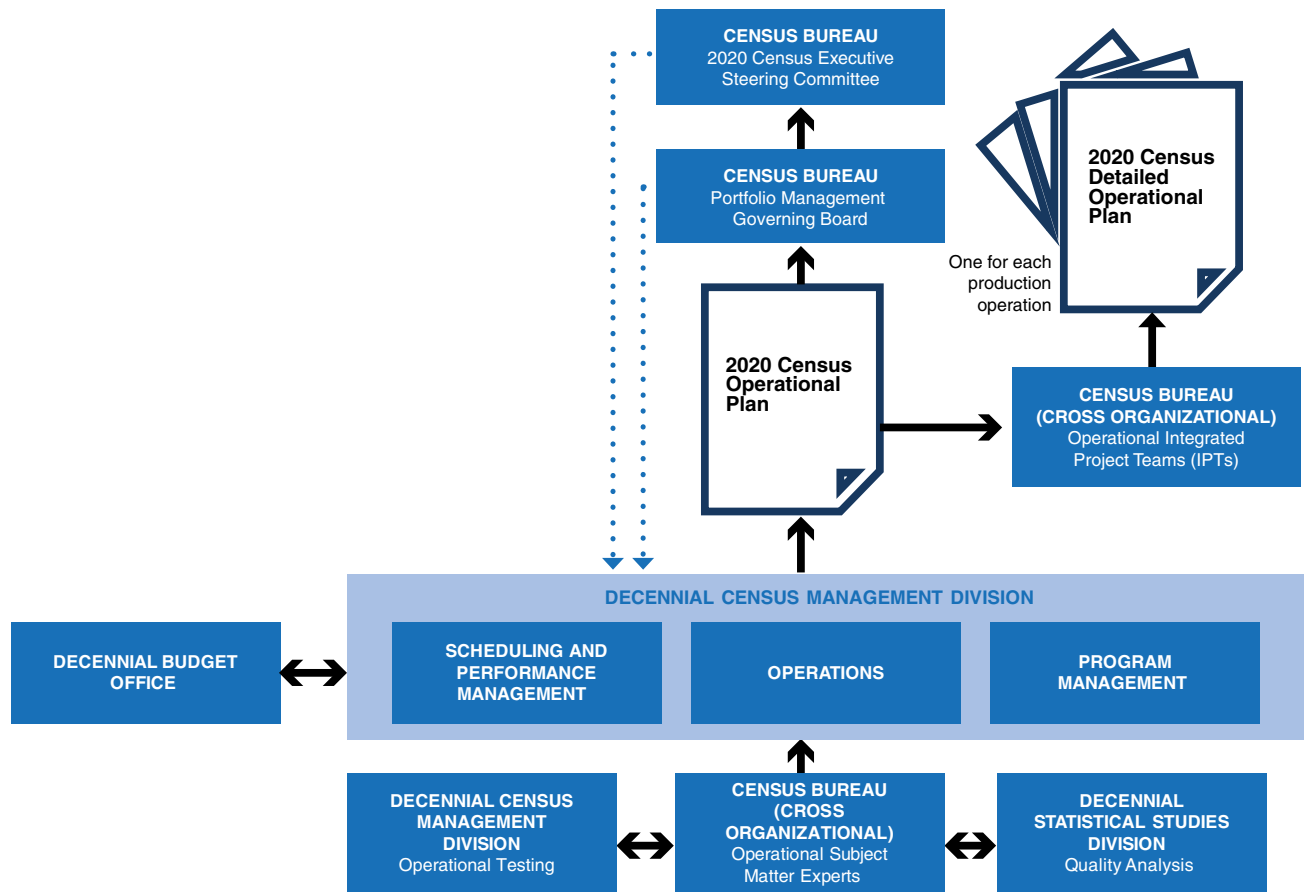 CENSUS BUREAU
2020 Census Executive
Steering Committee
CENSUS BUREAU
Portfolio Management
Governing Board
2020 Census
Detailed
Operational
Plan
One for each
production
operation
2020 Census
Operational
Plan
CENSUS BUREAU
(CROSS ORGANIZATIONAL)
Operational Integrated
Project Teams (IPTs)
DECENNIAL CENSUS MANAGEMENT DIVISION
DECENNIAL BUDGET
OFFICE
SCHEDULING AND
PERFORMANCE
MANAGEMENT
OPERATIONS
PROGRAM
MANAGEMENT
DECENNIAL CENSUS
MANAGEMENT
DIVISION
Operational Testing
CENSUS BUREAU
(CROSS
ORGANIZATIONAL)
Operational Subject
Matter Experts
DECENNIAL
STATISTICAL STUDIES
DIVISION
Quality Analysis